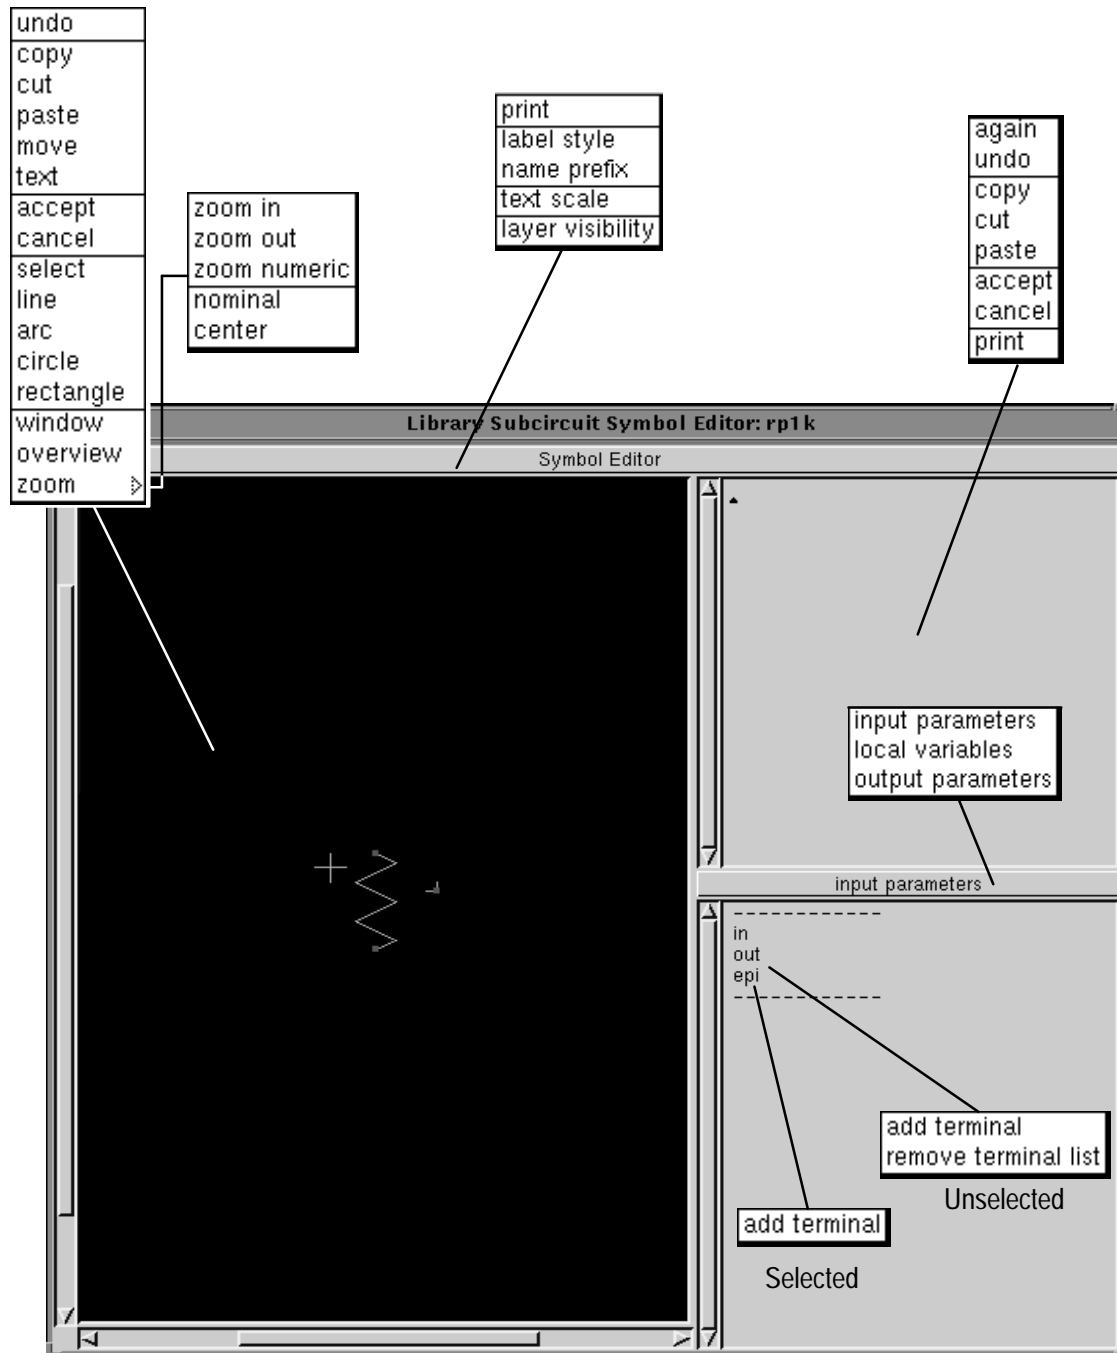 undo
copy
cut
paste
move
text
accept
cancel
select
line
arc
circle
rectangle
window
overview
zoom
zoom in
zoom out
zoom numeric
nominal
center
print
label style
name prefix
text scale
layer visibility
again
undo
copy
cut
paste
accept
cancel
print
Library Subcircuit Symbol Editor: rp1k
Symbol Editor
input parameters
local variables
output parameters
input parameters
------------
in
out
epi
------------
add terminal
remove terminal list
Unselected
add terminal
Selected